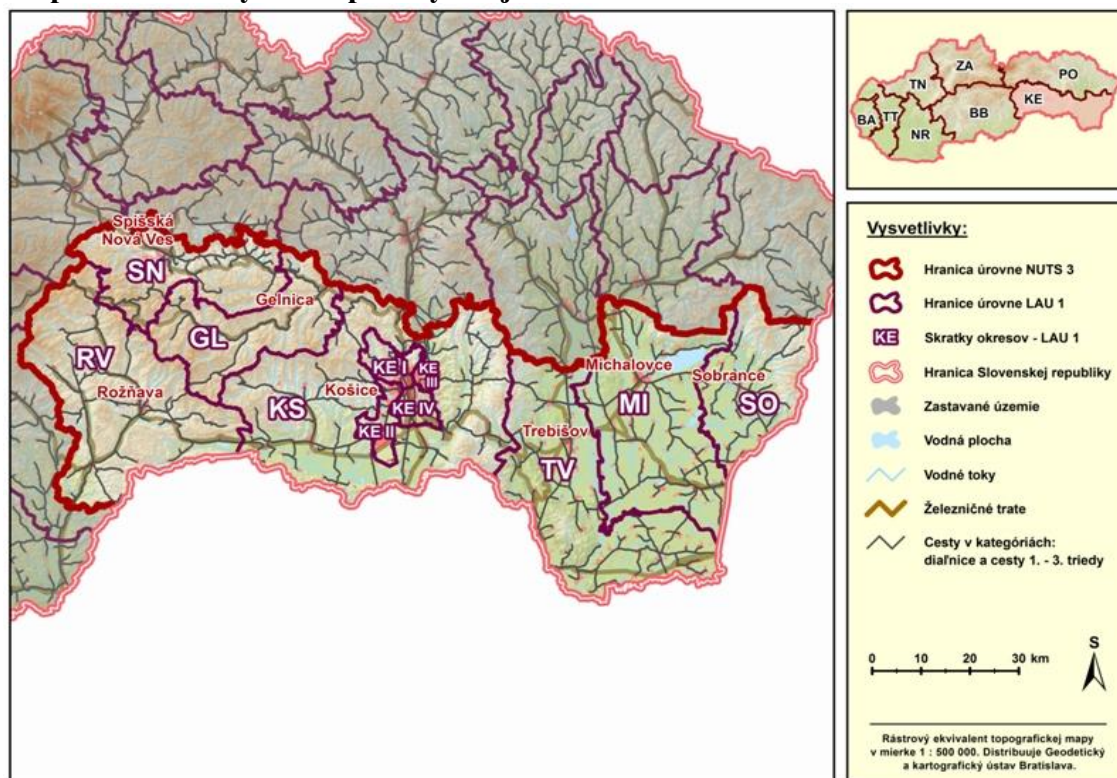 Spišská
Nová Ves
SN
Gelnica
GL
RV
Rožňava
KS
Košice
KE I
KE
III
KE IV
KE II
Michalovce
Sobrance
MI
SO
Trebišov
TV
ZA
PO
TN
KE
BA
TT
BB
NR
Vysvetlivky:
Hranica úrovne NUTS 3
Hranice úrovne LAU 1
KE Skratky okresov - LAU 1
Hranica Slovenskej republiky
Zastavané územie
Vodná plocha
Vodné toky
Železničné trate
Cesty v kategóriách:
diaľnice a cesty 1. - 3. triedy
S
0 10 20 30 km
Rástrový ekvivalent topografickej mapy
v mierke 1 : 500 000. Distribuuje Geodetický
a kartografický ústav Bratislava.